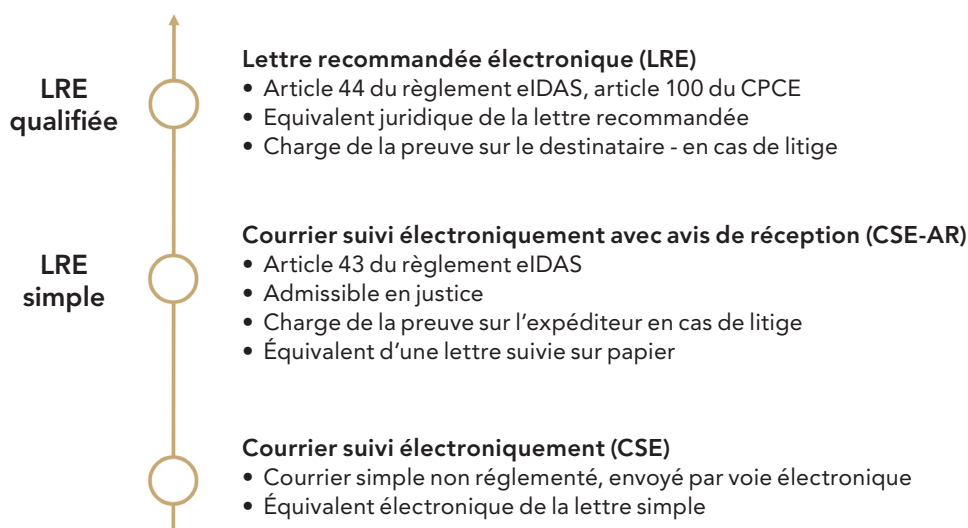 LRE
qualifiée
Lettre recommandée électronique (LRE)
• Article 44 du règlement eIDAS, article 100 du CPCE
• Equivalent juridique de la lettre recommandée
• Charge de la preuve sur le destinataire - en cas de litige
LRE
simple
Courrier suivi électroniquement avec avis de réception (CSE-AR)
• Article 43 du règlement eIDAS
• Admissible en justice
• Charge de la preuve sur l’expéditeur en cas de litige
• Équivalent d’une lettre suivie sur papier
Courrier suivi électroniquement (CSE)
• Courrier simple non réglementé, envoyé par voie électronique
• Équivalent électronique de la lettre simple